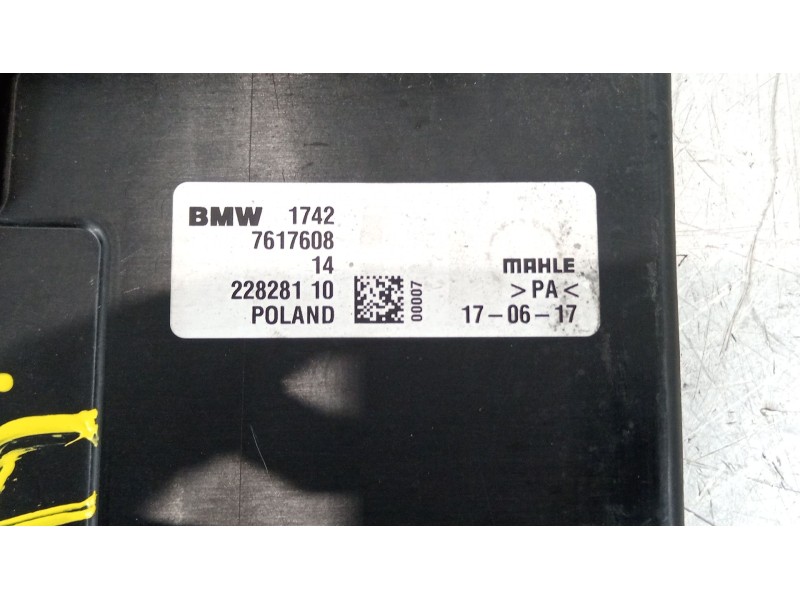 BMW 1742
7617608
14
228281 10
POLAND
00007
MAHLE
>PA<
17-06-17